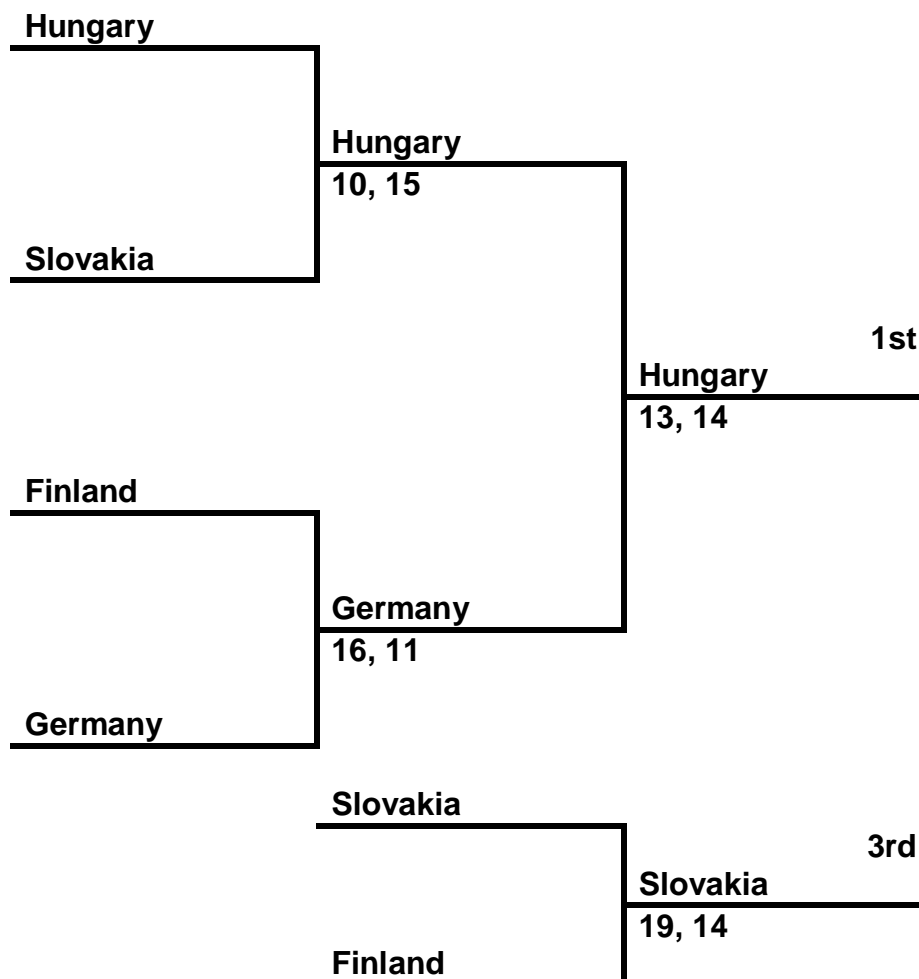 Hungary
Hungary
10, 15
Slovakia
1st
Hungary
13, 14
Finland
Germany
16, 11
Germany
Slovakia
3rd
Slovakia
19, 14
Finland